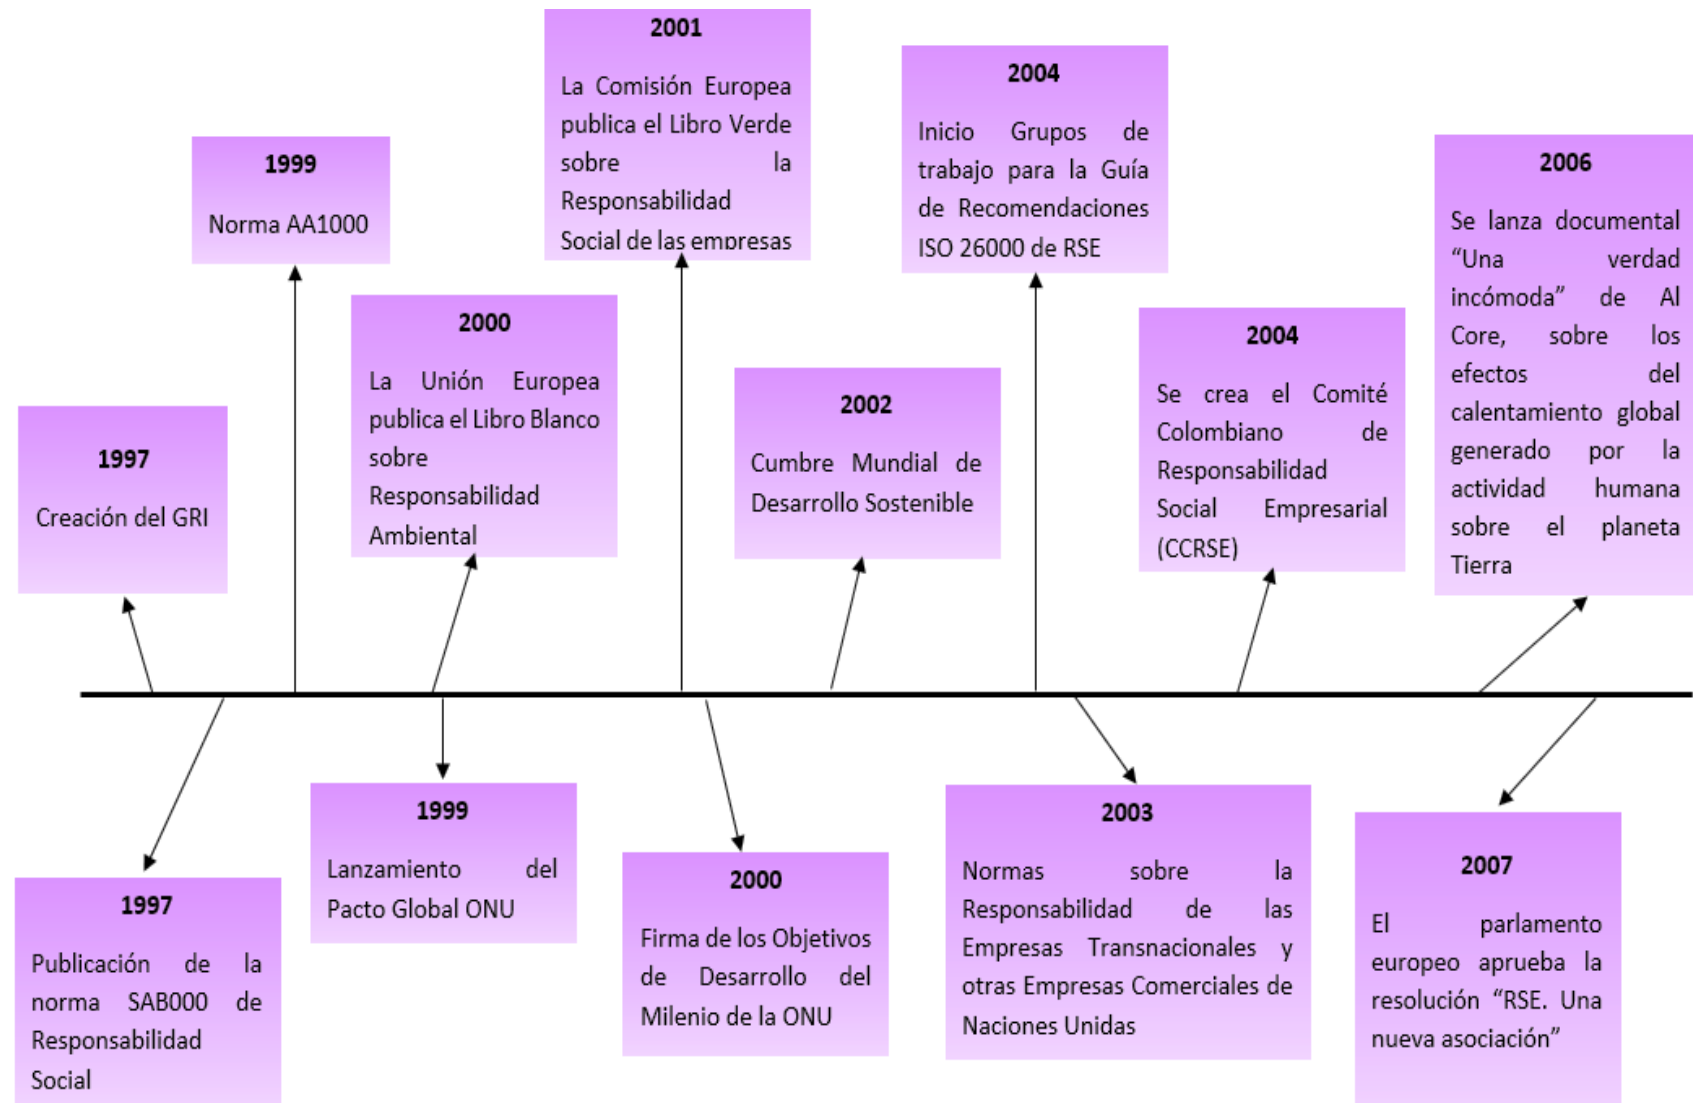 1997
Creación del GRI
1999
Norma AA1000
2000
La Unión Europea
publica el Libro Blanco
sobre
Responsabilidad
Ambiental
2001
La Comisión Europea
publica el Libro Verde
sobre la
Responsabilidad
Social de las empresas
2002
Cumbre Mundial de
Desarrollo Sostenible
2004
Inicio Grupos de
trabajo para la Guía
de Recomendaciones
ISO 26000 de RSE
2004
Se crea el Comité
Colombiano de
Responsabilidad
Social Empresarial
(CCRSE)
2006
Se lanza documental
“Una verdad
incómoda” de Al
Core, sobre los
efectos del
calentamiento global
generado por la
actividad humana
sobre el planeta
Tierra
1997
Publicación de la
norma SAB000 de
Responsabilidad
Social
1999
Lanzamiento del
Pacto Global ONU
2000
Firma de los Objetivos
de Desarrollo del
Milenio de la ONU
2003
Normas sobre la
Responsabilidad de las
Empresas Transnacionales y
otras Empresas Comerciales de
Naciones Unidas
2007
El parlamento
europeo aprueba la
resolución “RSE. Una
nueva asociación”